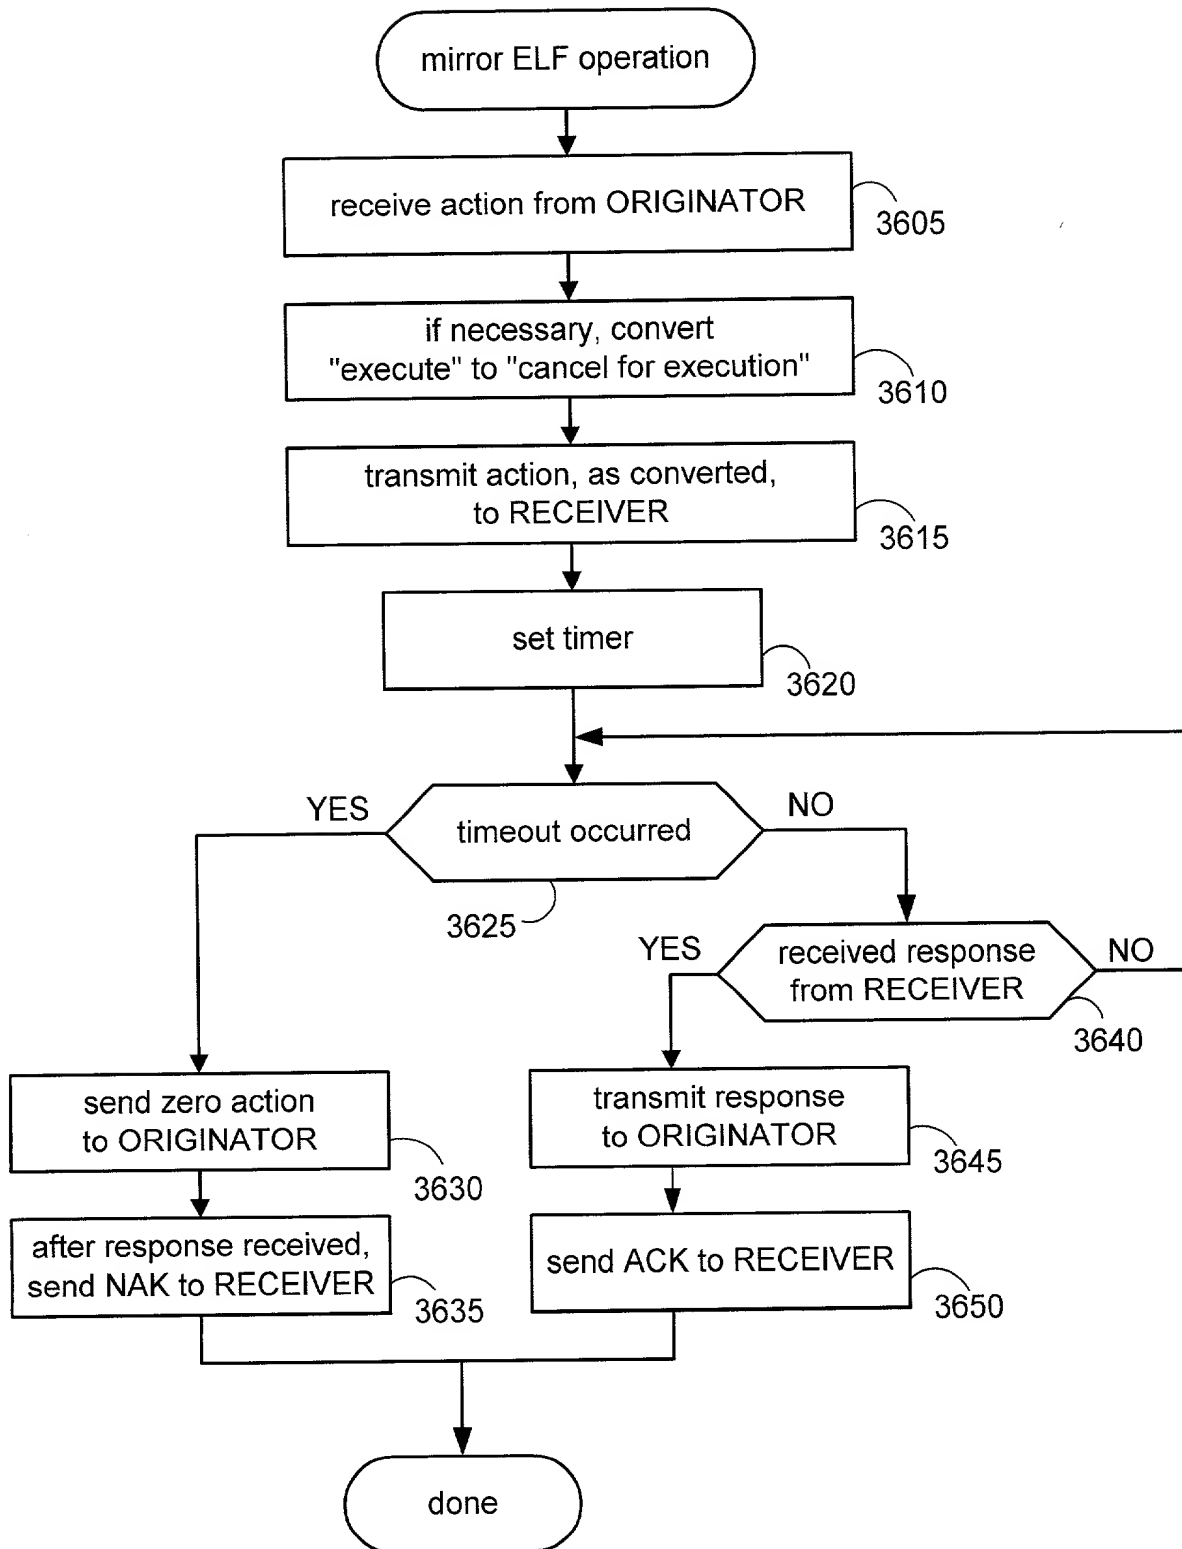 mirror ELF operation
receive action from ORIGINATOR
3605
if necessary, convert
"execute" to "cancel for execution"
3610
transmit action, as converted,
to RECEIVER
3615
set timer
3620
YES
timeout occurred
NO
3625
YES
received response
from RECEIVER
NO
3640
send zero action
to ORIGINATOR
3630
transmit response
to ORIGINATOR
3645
after response received,
send NAK to RECEIVER
3635
send ACK to RECEIVER
3650
done